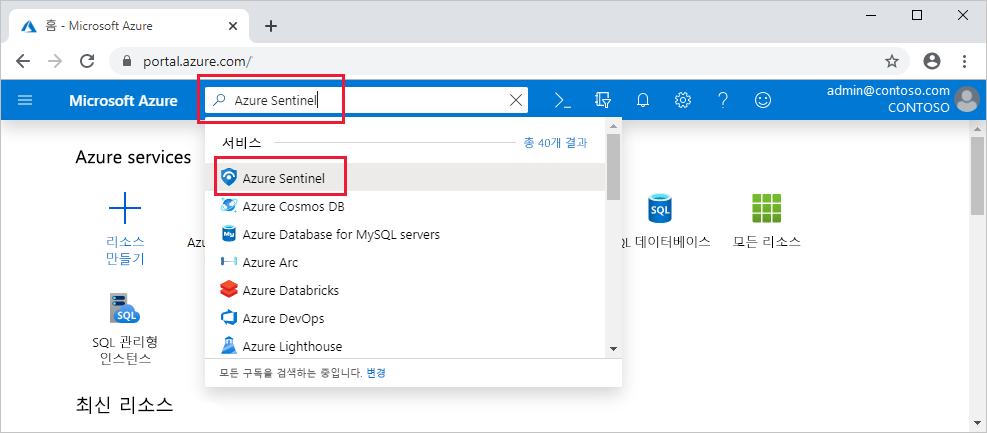 홈 - Microsoft Azure
portal.azure.com/
Microsoft Azure
Azure Sentinel
admin@contoso.com
CONTOSO
서비스
총 40개 결과
Azure services
Azure Sentinel
Azure Cosmos DB
Azure Database for MySQL servers
Azure Arc
Azure Databricks
Azure DevOps
Azure Lighthouse
모든 구독을 검색하는 중입니다. 변경
리소스
만들기
SQL
데이터베이스
모든 리소스
SQL
SQL 관리형
인스턴스
최신 리소스